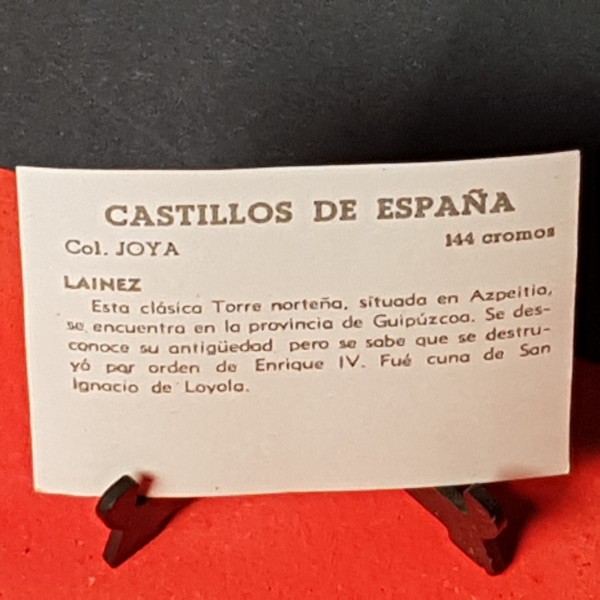 CASTILLOS DE ESPAÑA
Col. JOYA 144 cromos
LAINEZ
Esta clásica Torre norteña, situada en Azpeitia,
se encuentra en la provincia de Guipúzcoa. Se des-
conoce su antigüedad pero se sabe que se destru-
yó por orden de Enrique IV. Fué cuna de San
Ignacio de Loyola.